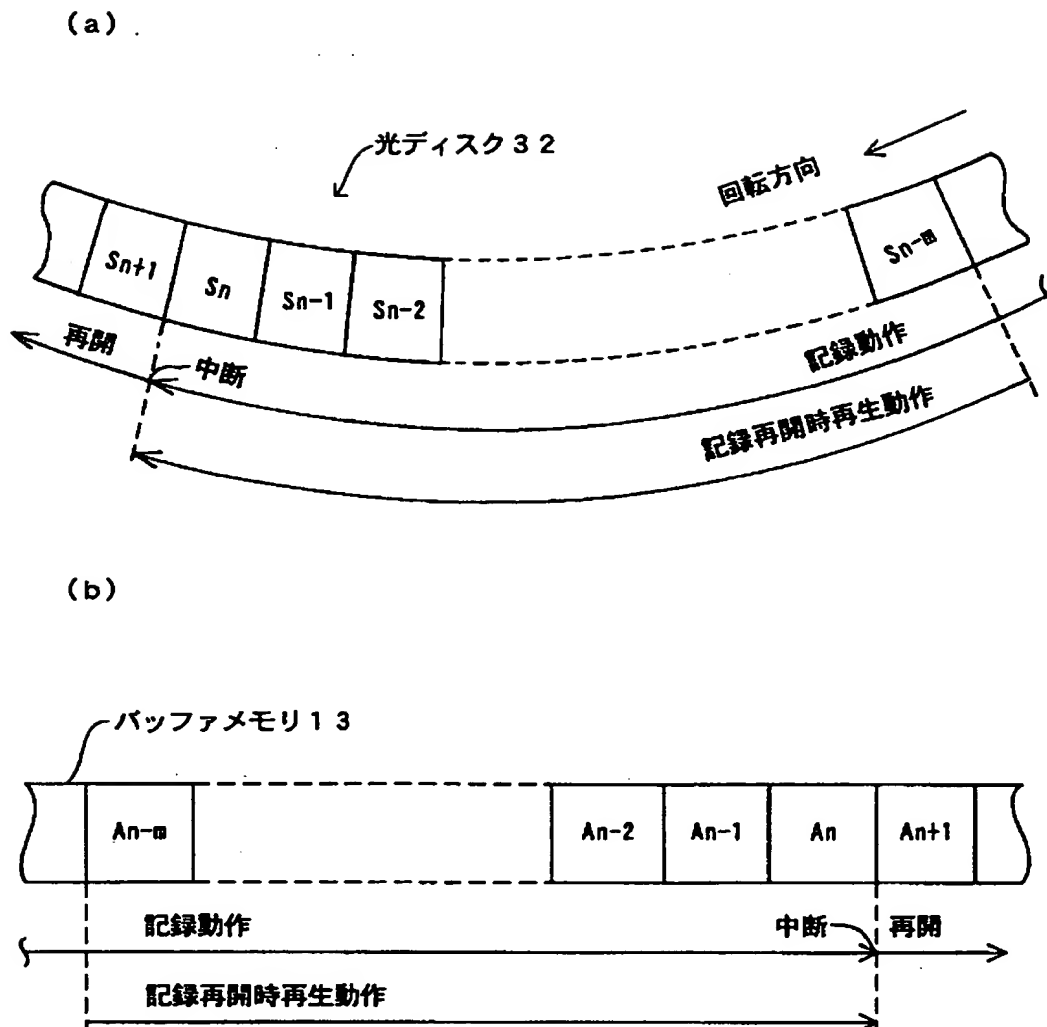 (a)
光ディスク32
回転方向
Sn+1
Sn
Sn-1
Sn-2
Sn-m
再開
中断
記録動作
記録再開時再生動作
(b)
バッファメモリ13
An-m
An-2
An-1
An
An+1
記録動作
中断
再開
記録再開時再生動作